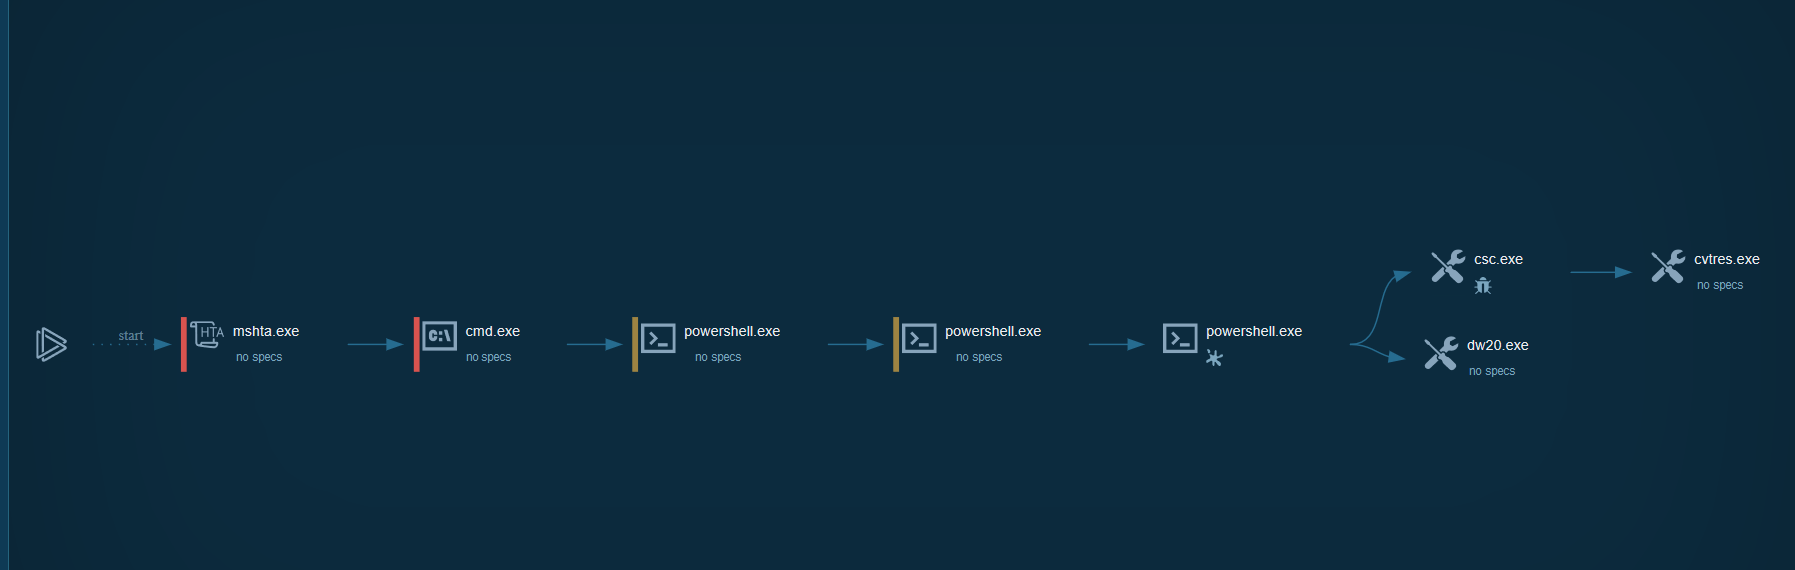 start
HTA
mshta.exe
no specs
C:\
cmd.exe
no specs
>_
powershell.exe
no specs
>_
powershell.exe
no specs
>_
powershell.exe
csc.exe
cvtres.exe
no specs
dw20.exe
no specs